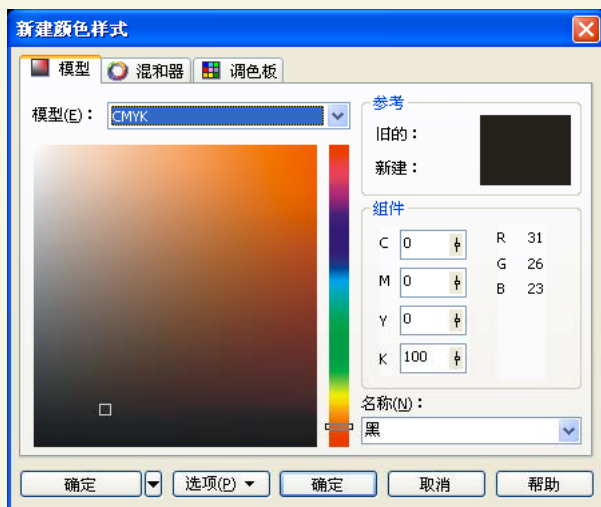 新建颜色样式
模型 混和器 调色板
模型(E)： CMYK
参考
旧的：
新建：
组件
C 0 R 31
M 0 G 26
Y 0 B 23
K 100
名称(N)：
黑
确定 选项(P) 确定 取消 帮助